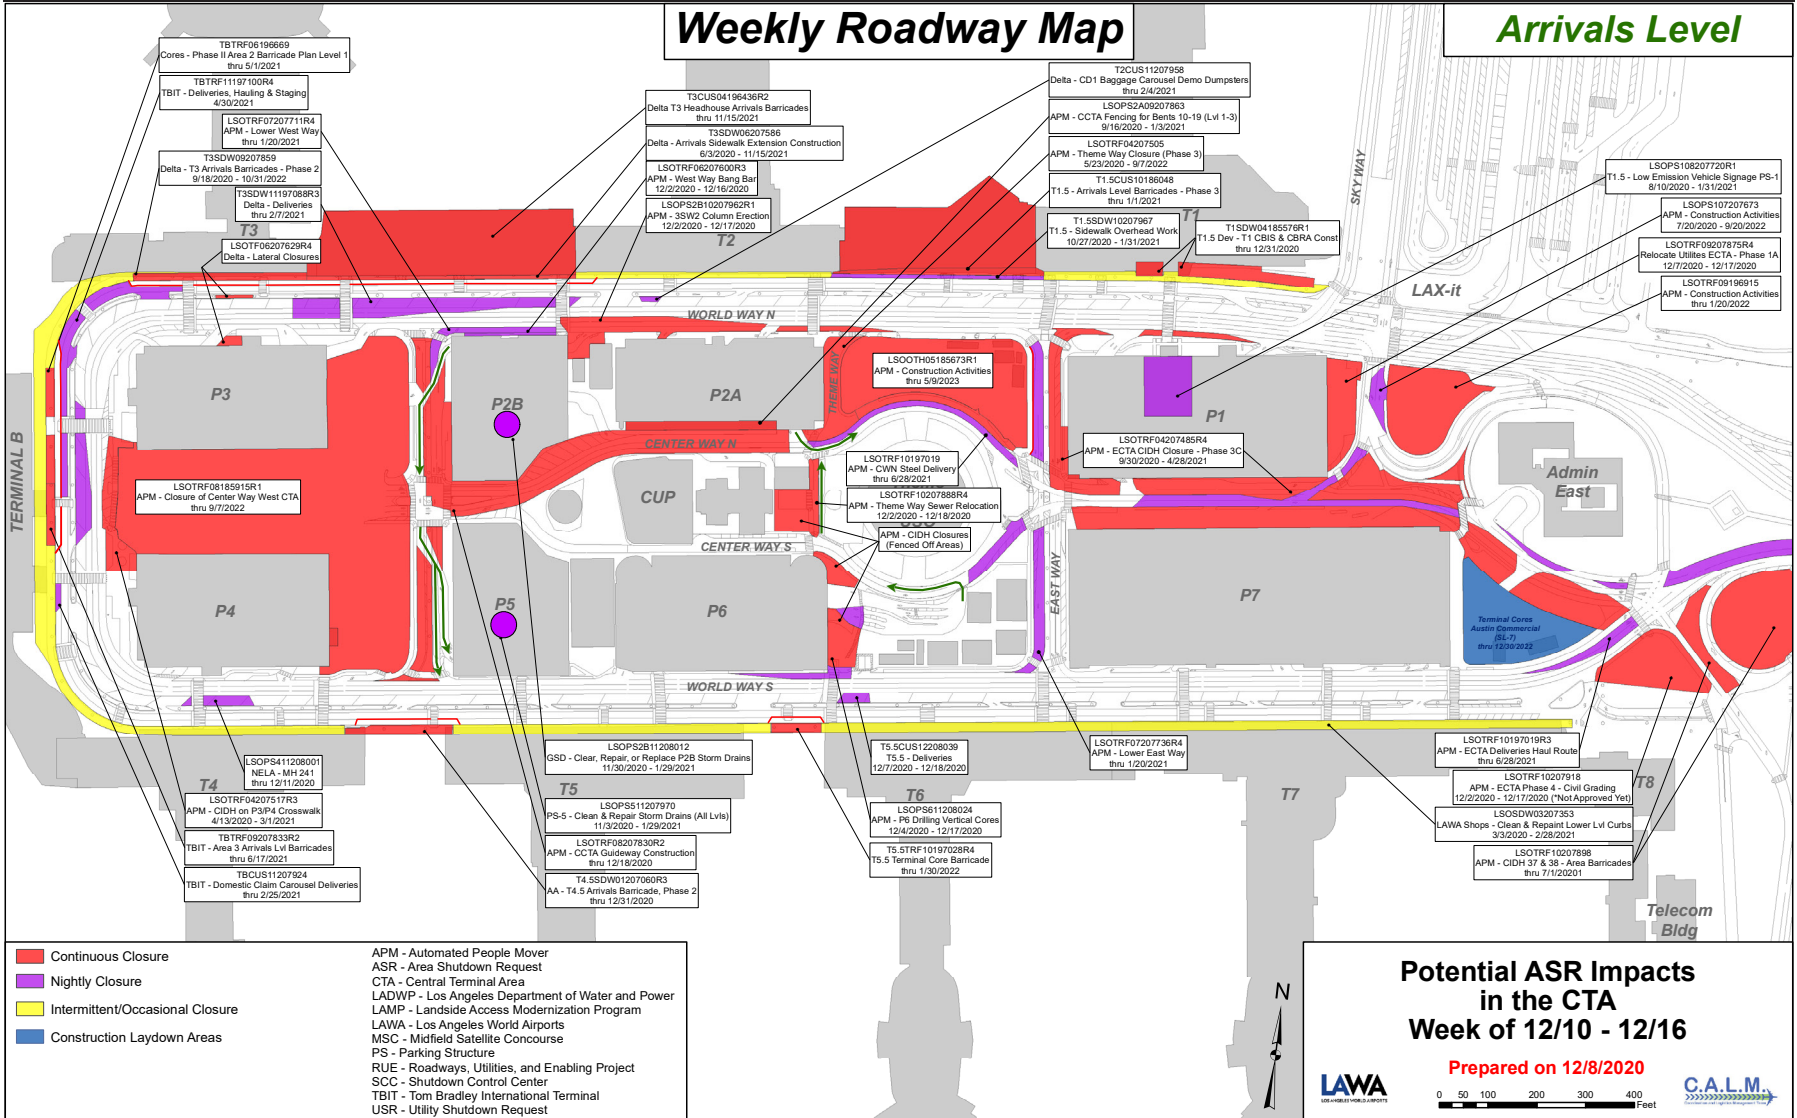 Weekly Roadway Map
Arrivals Level
TBTRF06196669
Cores - Phase II Area 2 Barricade Plan Level 1
thru 5/1/2021
TBTRF11197100R4
TBIT - Deliveries, Hauling & Staging
4/30/2021
LSOTRF07207711R4
APM - Lower West Way
thru 1/20/2021
T3SDW09207859
Delta - T3 Arrivals Barricades - Phase 2
9/18/2020 - 10/31/2022
T3SDW11197088R3
Delta - Deliveries
thru 2/7/2021
LSOTF06207629R4
Delta - Lateral Closures
T3CUS04196436R2
Delta T3 Headhouse Arrivals Barricades
thru 11/15/2021
T3SDW06207586
Delta - Arrivals Sidewalk Extension Construction
6/3/2020 - 11/15/2021
LSOTRF06207600R3
APM - West Way Bang Bar
12/2/2020 - 12/16/2020
LSOPS2B10207962R1
APM - 3SW2 Column Erection
12/2/2020 - 12/17/2020
T2CUS11207958
Delta - CD1 Baggage Carousel Demo Dumpsters
thru 2/4/2021
LSOPS2A09207863
APM - CCTA Fencing for Bents 10-19 (Lvl 1-3)
9/16/2020 - 1/3/2021
LSOTRF04207505
APM - Theme Way Closure (Phase 3)
5/23/2020 - 9/7/2022
T1.5CUS10186048
T1.5 - Arrivals Level Barricades - Phase 3
thru 1/1/2021
T1.5SDW10207967
T1.5 - Sidewalk Overhead Work
10/27/2020 - 1/31/2021
T1SDW04185576R1
T1.5 Dev - T1 CBIS & CBRA Const
thru 12/31/2020
LSOPS108207720R1
T1.5 - Low Emission Vehicle Signage PS-1
8/10/2020 - 1/31/2021
LSOPS107207673
APM - Construction Activities
7/20/2020 - 9/20/2022
LSOTRF09207875R4
Relocate Utilites ECTA - Phase 1A
12/7/2020 - 12/17/2020
LSOTRF09196915
APM - Construction Activities
thru 1/20/2022
T3
T2
T1
SKY WAY
LAX-it
WORLD WAY N
THEME WAY
P3
P2B
P2A
P1
LSOOTH05185673R1
APM - Construction Activities
thru 5/9/2023
CENTER WAY N
LSOTRF04207485R4
APM - ECTA CIDH Closure - Phase 3C
9/30/2020 - 4/28/2021
LSOTRF10197019
APM - CWN Steel Delivery
thru 6/28/2021
LSOTRF10207888R4
APM - Theme Way Sewer Relocation
12/2/2020 - 12/18/2020
APM - CIDH Closures
(Fenced Off Areas)
LSOTRF08185915R1
APM - Closure of Center Way West CTA
thru 9/7/2022
TERMINAL B
CUP
Admin
East
CENTER WAY S
EAST WAY
P4
P5
P6
P7
Terminal Cores
Austin Commercial
(SL-7)
thru 12/30/2022
WORLD WAY S
LSOPS411208001
NELA - MH 241
thru 12/11/2020
LSOTRF04207517R3
APM - CIDH on P3/P4 Crosswalk
4/13/2020 - 3/1/2021
TBTRF09207833R2
TBIT - Area 3 Arrivals Lvl Barricades
thru 6/17/2021
TBCUS11207924
TBIT - Domestic Claim Carousel Deliveries
thru 2/25/2021
LSOPS2B11208012
GSD - Clear, Repair, or Replace P2B Storm Drains
11/30/2020 - 1/29/2021
LSOPS511207970
PS-5 - Clean & Repair Storm Drains (All Lvls)
11/3/2020 - 1/29/2021
LSOTRF08207830R2
APM - CCTA Guideway Construction
thru 12/18/2020
T4.5SDW01207060R3
AA - T4.5 Arrivals Barricade, Phase 2
thru 12/31/2020
T5.5CUS12208039
T5.5 - Deliveries
12/7/2020 - 12/18/2020
LSOPS611208024
APM - P6 Drilling Vertical Cores
12/4/2020 - 12/17/2020
T5.5TRF10197028R4
T5.5 Terminal Core Barricade
thru 1/30/2022
LSOTRF07207736R4
APM - Lower East Way
thru 1/20/2021
LSOTRF10197019R3
APM - ECTA Deliveries Haul Route
thru 6/28/2021
LSOTRF10207918
APM - ECTA Phase 4 - Civil Grading
12/2/2020 - 12/17/2020 (*Not Approved Yet)
LSOSDW03207353
LAWA Shops - Clean & Repaint Lower Lvl Curbs
3/3/2020 - 2/28/2021
LSOTRF10207898
APM - CIDH 37 & 38 - Area Barricades
thru 7/1/20201
T4
T5
T6
T7
T8
Telecom
Bldg
Continuous Closure
Nightly Closure
Intermittent/Occasional Closure
Construction Laydown Areas
APM - Automated People Mover
ASR - Area Shutdown Request
CTA - Central Terminal Area
LADWP - Los Angeles Department of Water and Power
LAMP - Landside Access Modernization Program
LAWA - Los Angeles World Airports
MSC - Midfield Satellite Concourse
PS - Parking Structure
RUE - Roadways, Utilities, and Enabling Project
SCC - Shutdown Control Center
TBIT - Tom Bradley International Terminal
USR - Utility Shutdown Request
N
Potential ASR Impacts
in the CTA
Week of 12/10 - 12/16
Prepared on 12/8/2020
LAWA
LOS ANGELES WORLD AIRPORTS
0 50 100 200 300 400
Feet
C.A.L.M.